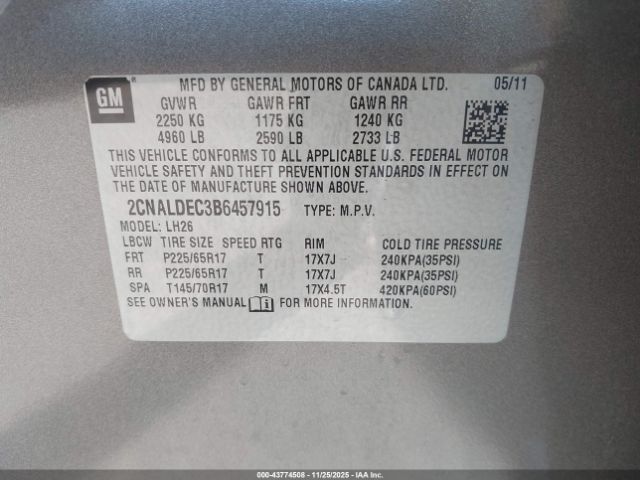 GM
®
MFD BY GENERAL MOTORS OF CANADA LTD. 05/11
GVWR GAWR FRT GAWR RR
2250 KG 1175 KG 1240 KG
4960 LB 2590 LB 2733 LB
THIS VEHICLE CONFORMS TO ALL APPLICABLE U.S. FEDERAL MOTOR
VEHICLE SAFETY AND THEFT PREVENTION STANDARDS IN EFFECT ON
THE DATE OF MANUFACTURE SHOWN ABOVE.
2CNALDEC3B6457915 TYPE: M.P.V.
MODEL: LH26
LBCW TIRE SIZE SPEED RTG RIM COLD TIRE PRESSURE
FRT P225/65R17 T 17X7J 240KPA(35PSI)
RR P225/65R17 T 17X7J 240KPA(35PSI)
SPA T145/70R17 M 17X4.5T 420KPA(60PSI)
SEE OWNER'S MANUAL FOR MORE INFORMATION.
000-43774508 - 11/25/2025 - IAA Inc.